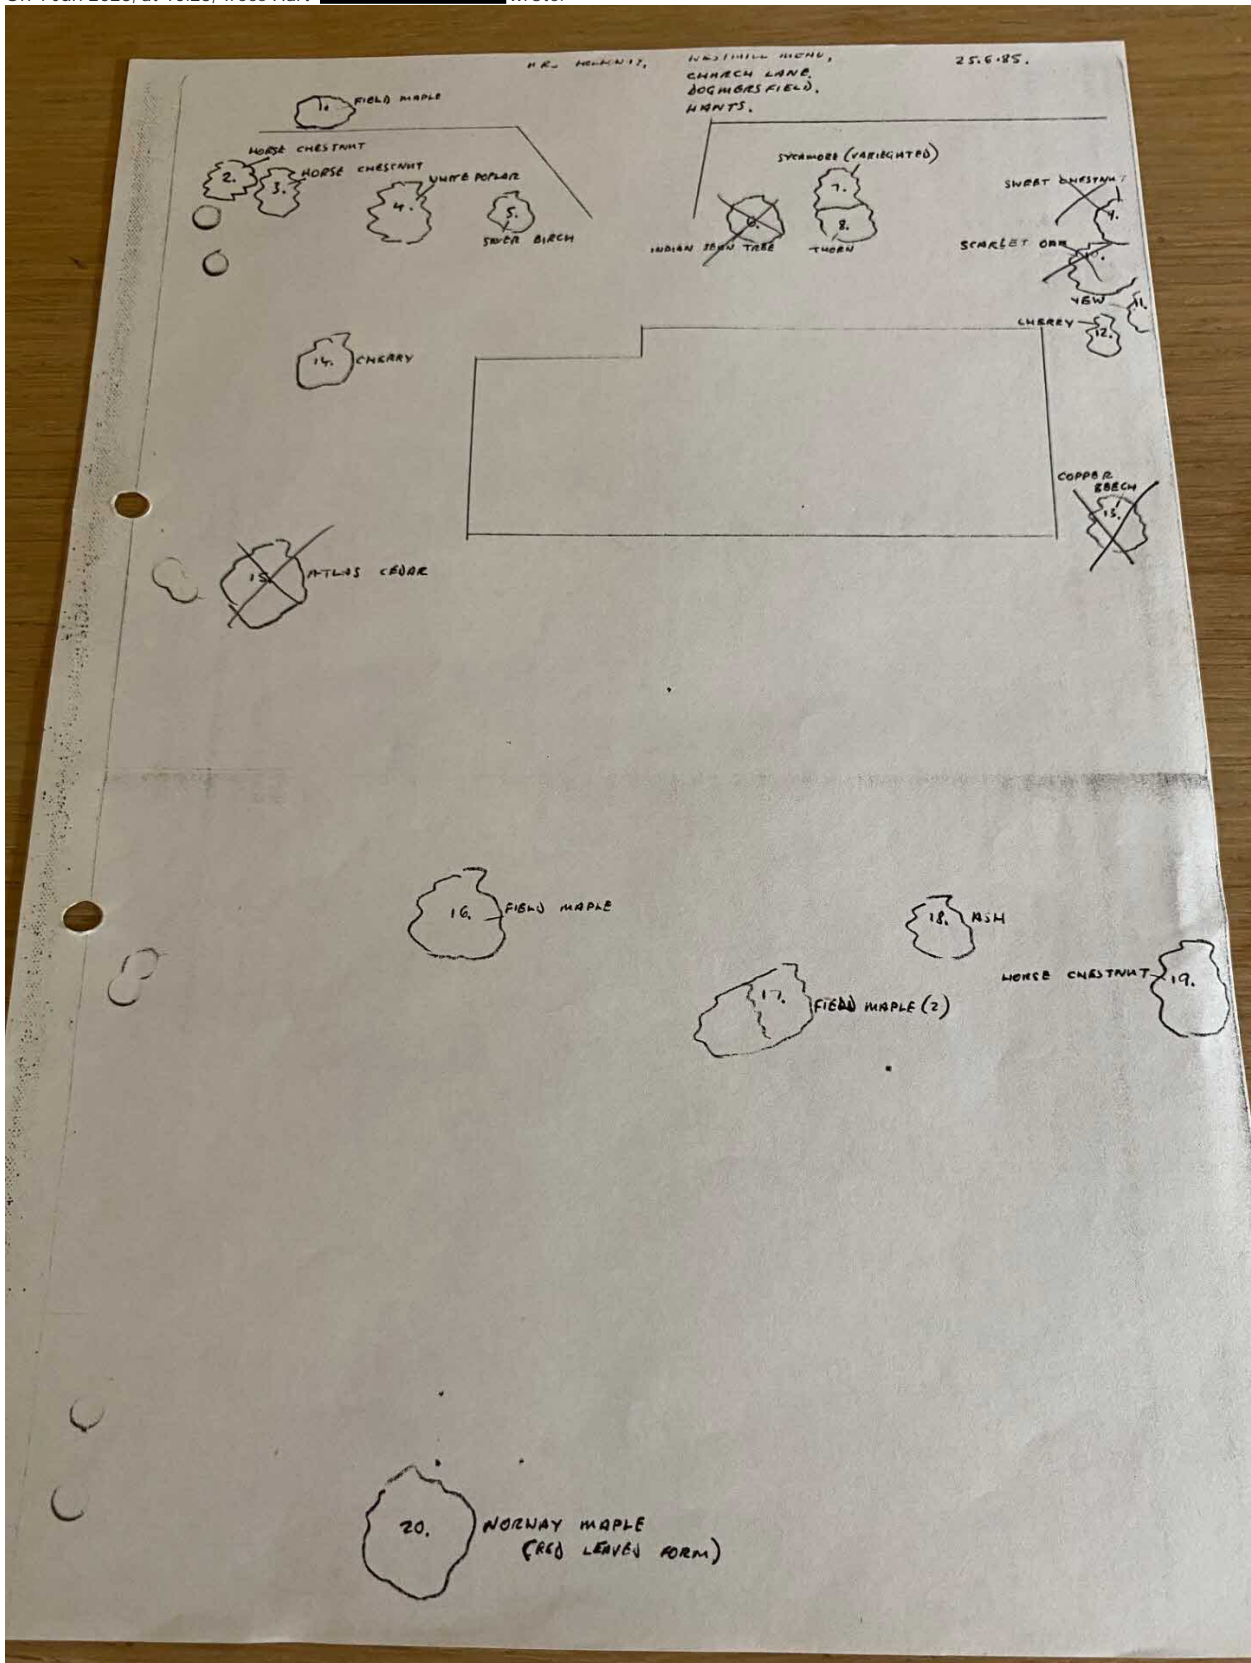 MR.
CHURCH LANE,
DOGMERSFIELD,
HANTS.
25.6.85.
1. FIELD MAPLE
HORSE CHESTNUT
2.
3. HORSE CHESTNUT
4. WHITE POPLAR
5.
SILVER BIRCH
6.
INDIAN BEAN TREE
SYCAMORE (VARIEGATED)
7.
8.
THORN
SWEET CHESTNUT
9.
SCARLET OAK
YEW 11.
CHERRY 12.
14. CHERRY
COPPER
BEECH
13.
15. ATLAS CEDAR
16. FIELD MAPLE
17. FIELD MAPLE (2)
18. ASH
HORSE CHESTNUT 19.
20. NORWAY MAPLE
(RED LEAVED FORM)